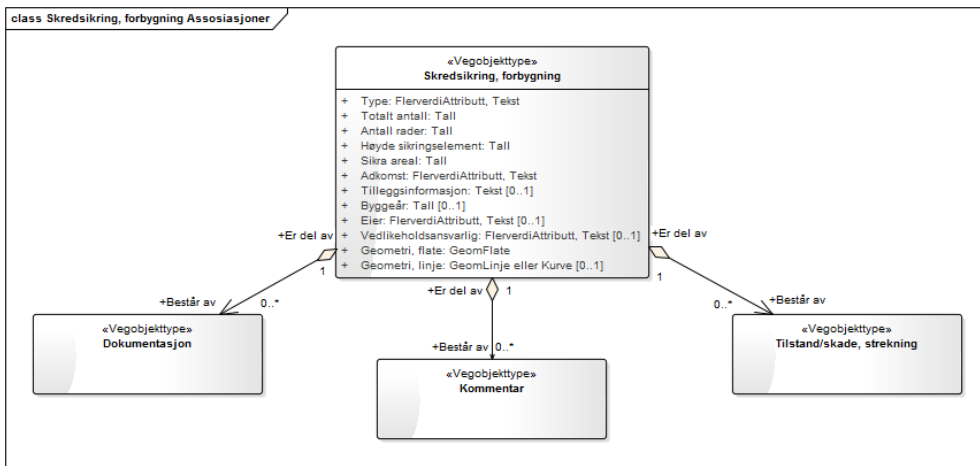 class Skredsikring, forbygning Assosiasjoner
«Vegobjekttype»
Skredsikring, forbygning
+ Type: FlerverdiAttributt, Tekst
+ Totalt antall: Tall
+ Antall rader: Tall
+ Høyde sikringselement: Tall
+ Sikra areal: Tall
+ Adkomst: FlerverdiAttributt, Tekst
+ Tilleggsinformasjon: Tekst [0..1]
+ Byggeår: Tall [0..1]
+ Eier: FlerverdiAttributt, Tekst [0..1]
+ Vedlikeholdsansvarlig: FlerverdiAttributt, Tekst [0..1]
+ Geometri, flate: GeomFlate
+ Geometri, linje: GeomLinje eller Kurve [0..1]
+Er del av
1
+Består av
0..*
+Er del av
1
+Består av
0..*
+Er del av
1
+Består av
0..*
«Vegobjekttype»
Dokumentasjon
«Vegobjekttype»
Kommentar
«Vegobjekttype»
Tilstand/skade, strekning